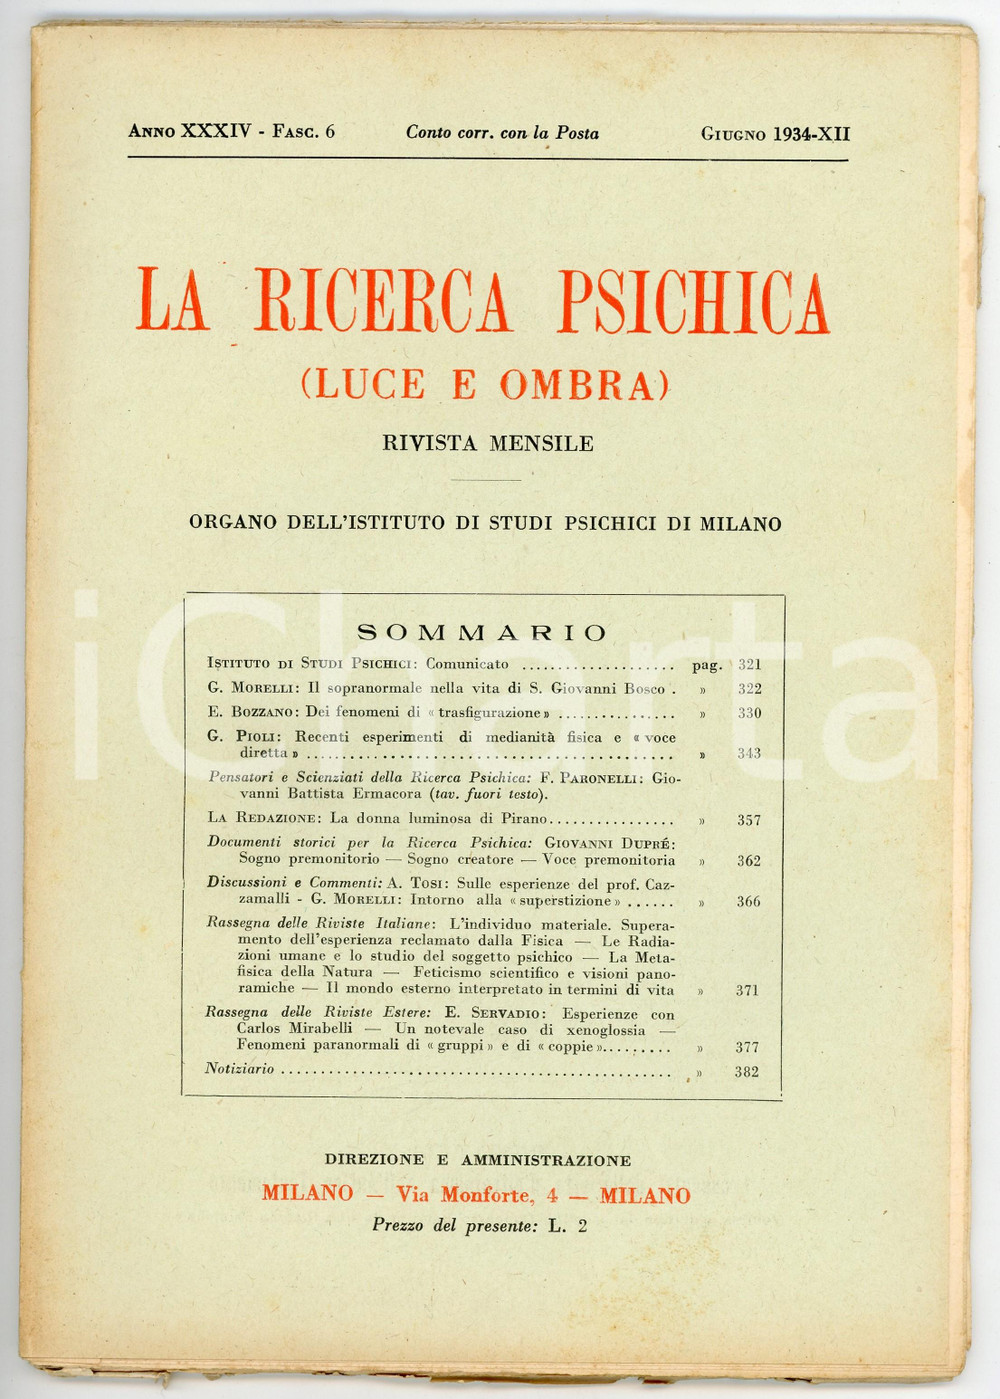 ANNO XXXIV - FASC. 6 Conto corr. con la Posta GIUGNO 1934-XII
LA RICERCA PSICHICA
(LUCE E OMBRA)
RIVISTA MENSILE
ORGANO DELL'ISTITUTO DI STUDI PSICHICI DI MILANO
iCharta
SOMMARIO
ISTITUTO DI STUDI PSICHICI: Comunicato .................... pag. 321
G. MORELLI: Il sopranormale nella vita di S. Giovanni Bosco . » 322
E. BOZZANO: Dei fenomeni di « trasfigurazione » ................ » 330
G. PIOLI: Recenti esperimenti di medianità fisica e « voce
diretta » ............................................... » 343
Pensatori e Scienziati della Ricerca Psichica: F. PARONELLI: Gio-
vanni Battista Ermacora (tav. fuori testo).
LA REDAZIONE: La donna luminosa di Pirano................ » 357
Documenti storici per la Ricerca Psichica: GIOVANNI DUPRÉ:
Sogno premonitorio — Sogno creatore — Voce premonitoria » 362
Discussioni e Commenti: A. TOSI: Sulle esperienze del prof. Caz-
zamalli - G. MORELLI: Intorno alla « superstizione » ...... » 366
Rassegna delle Riviste Italiane: L'individuo materiale. Supera-
mento dell'esperienza reclamato dalla Fisica — Le Radia-
zioni umane e lo studio del soggetto psichico — La Meta-
fisica della Natura — Feticismo scientifico e visioni pano-
ramiche — Il mondo esterno interpretato in termini di vita » 371
Rassegna delle Riviste Estere: E. SERVADIO: Esperienze con
Carlos Mirabelli — Un notevale caso di xenoglossia —
Fenomeni paranormali di « gruppi » e di « coppie »......... » 377
Notiziario ................................................. » 382
DIREZIONE E AMMINISTRAZIONE
MILANO — Via Monforte, 4 — MILANO
Prezzo del presente: L. 2